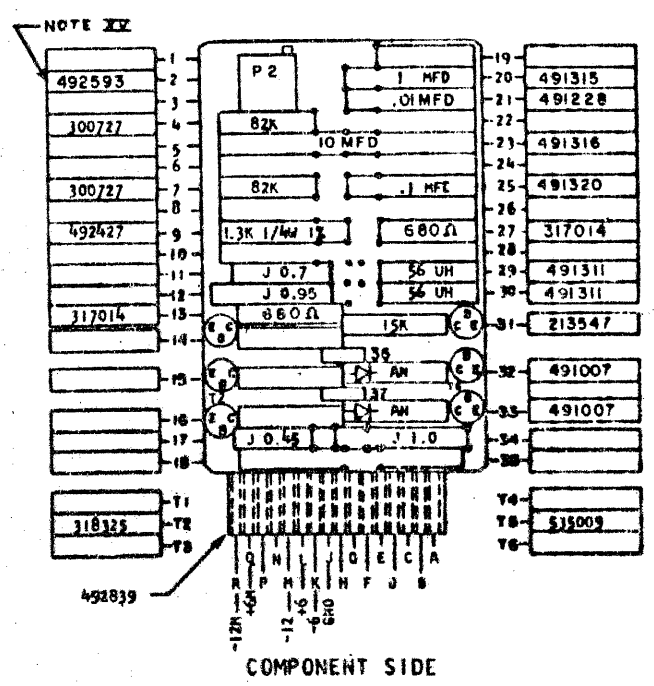 NOTE XV
1
19
492593
2
P2
.1 MFD
20
491315
3
.01 MFD
21
491228
300727
4
82K
22
5
10 MFD
23
491316
6
24
300727
7
82K
25
491320
8
26
492427
9
1.3K 1/4W 1%
680Ω
27
317014
10
28
11
J 0.7
56 UH
29
491311
12
J 0.95
56 UH
30
491311
317014
13
680Ω
15K
31
213547
14
E C B
B C E
36
15
E C B
AN
B C E
32
491007
T2
37
16
E C B
AN
B C E
33
491007
17
J 0.45
J 1.0
34
18
35
T1
T4
318325
T2
T5
535009
T3
T6
Q N L J G E C A
R P M K H F D B
492839
-12M
+6M
-12
+6
-6
GND
COMPONENT SIDE